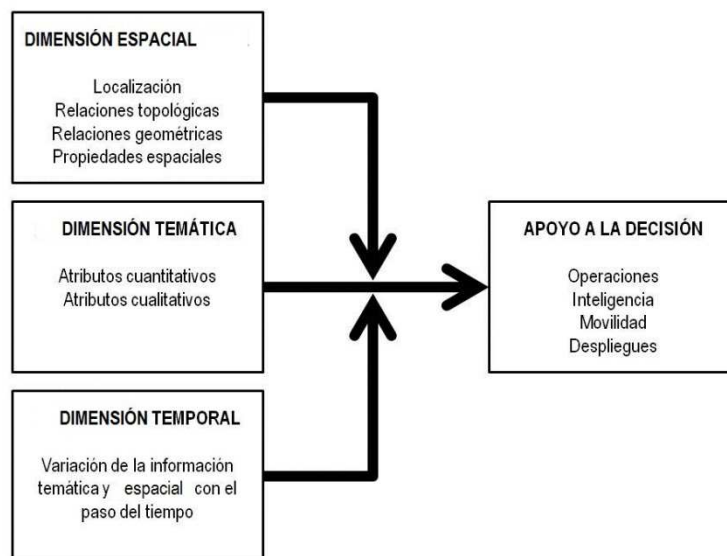 DIMENSIÓN ESPACIAL
Localización
Relaciones topológicas
Relaciones geométricas
Propiedades espaciales
DIMENSIÓN TEMÁTICA
Atributos cuantitativos
Atributos cualitativos
DIMENSIÓN TEMPORAL
Variación de la información
temática y espacial con el
paso del tiempo
APOYO A LA DECISIÓN
Operaciones
Inteligencia
Movilidad
Despliegues